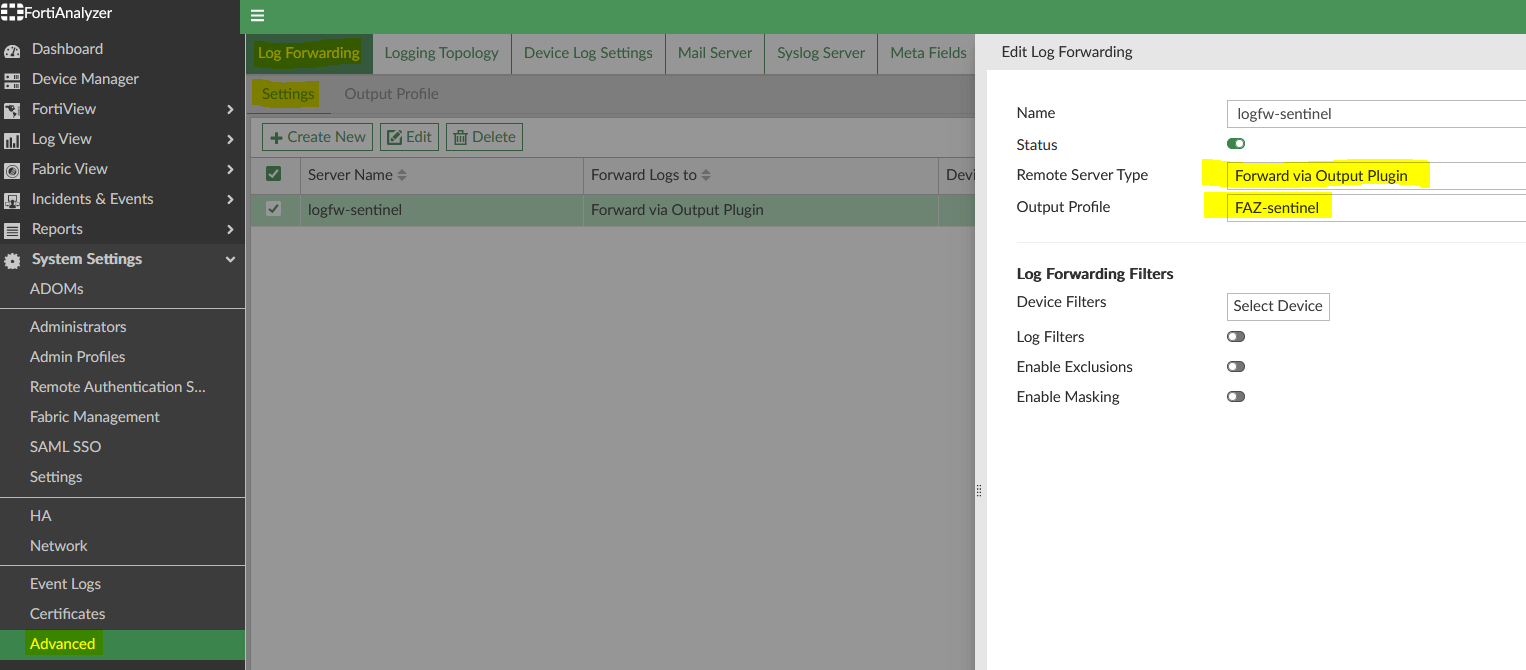 FortiAnalyzer
Dashboard
Device Manager
FortiView
Log View
Fabric View
Incidents & Events
Reports
System Settings
ADOMs
Administrators
Admin Profiles
Remote Authentication S...
Fabric Management
SAML SSO
Settings
HA
Network
Event Logs
Certificates
Advanced
Log Forwarding Logging Topology Device Log Settings Mail Server Syslog Server Meta Fields
Settings Output Profile
Create New Edit Delete
Server Name Forward Logs to Devi
logfw-sentinel Forward via Output Plugin
Edit Log Forwarding
Name logfw-sentinel
Status
Remote Server Type Forward via Output Plugin
Output Profile FAZ-sentinel
Log Forwarding Filters
Device Filters Select Device
Log Filters
Enable Exclusions
Enable Masking